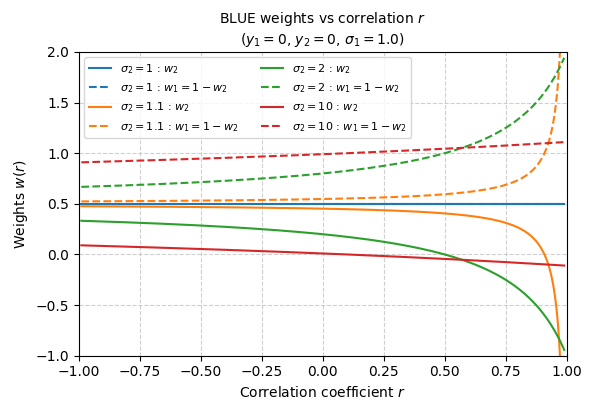 BLUE weights vs correlation r
(y₁ = 0, y₂ = 0, σ₁ = 1.0)
Weights w(r)
2.0
1.5
1.0
0.5
0.0
−0.5
−1.0
σ₂ = 1 : w₂
σ₂ = 1 : w₁ = 1 − w₂
σ₂ = 1.1 : w₂
σ₂ = 1.1 : w₁ = 1 − w₂
σ₂ = 2 : w₂
σ₂ = 2 : w₁ = 1 − w₂
σ₂ = 10 : w₂
σ₂ = 10 : w₁ = 1 − w₂
−1.00 −0.75 −0.50 −0.25 0.00 0.25 0.50 0.75 1.00
Correlation coefficient r